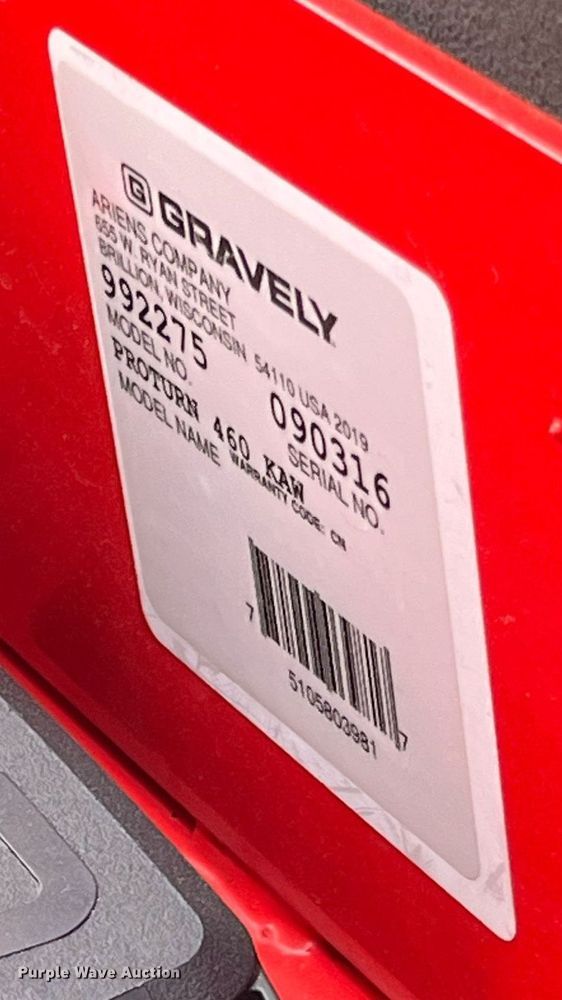 G GRAVELY
ARIENS COMPANY
655 W. RYAN STREET
BRILLION, WISCONSIN 54110 USA 2019
992275 090316
MODEL NO. SERIAL NO.
PROTURN 460 KAW
MODEL NAME WARRANTY CODE: CN
7 5105803981 7
Purple Wave Auction